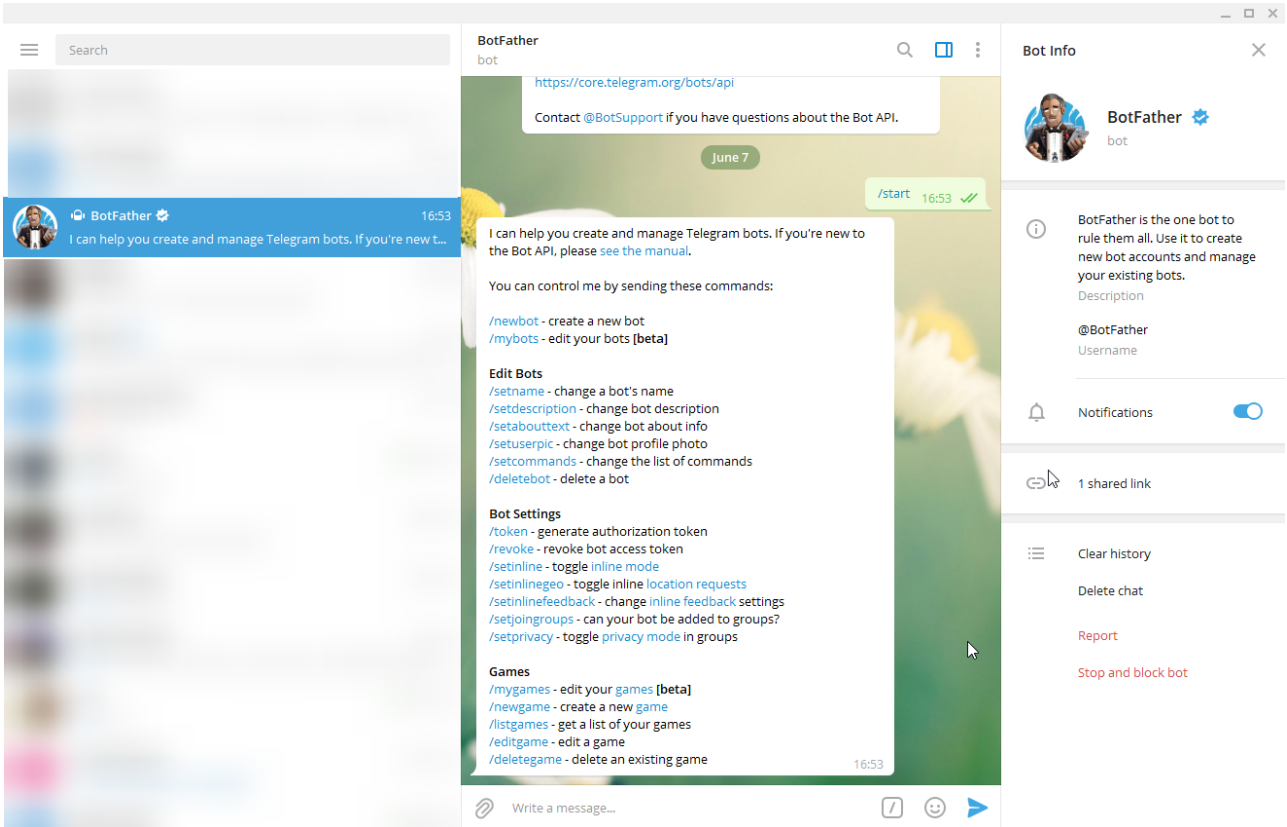 Search
BotFather
16:53
I can help you create and manage Telegram bots. If you're new t...
BotFather
bot
https://core.telegram.org/bots/api
Contact @BotSupport if you have questions about the Bot API.
June 7
/start 16:53
I can help you create and manage Telegram bots. If you're new to
the Bot API, please see the manual.
You can control me by sending these commands:
/newbot - create a new bot
/mybots - edit your bots [beta]
Edit Bots
/setname - change a bot's name
/setdescription - change bot description
/setabouttext - change bot about info
/setuserpic - change bot profile photo
/setcommands - change the list of commands
/deletebot - delete a bot
Bot Settings
/token - generate authorization token
/revoke - revoke bot access token
/setinline - toggle inline mode
/setinlinegeo - toggle inline location requests
/setinlinefeedback - change inline feedback settings
/setjoingroups - can your bot be added to groups?
/setprivacy - toggle privacy mode in groups
Games
/mygames - edit your games [beta]
/newgame - create a new game
/listgames - get a list of your games
/editgame - edit a game
/deletegame - delete an existing game
16:53
Write a message...
Bot Info
BotFather
bot
BotFather is the one bot to
rule them all. Use it to create
new bot accounts and manage
your existing bots.
Description
@BotFather
Username
Notifications
1 shared link
Clear history
Delete chat
Report
Stop and block bot